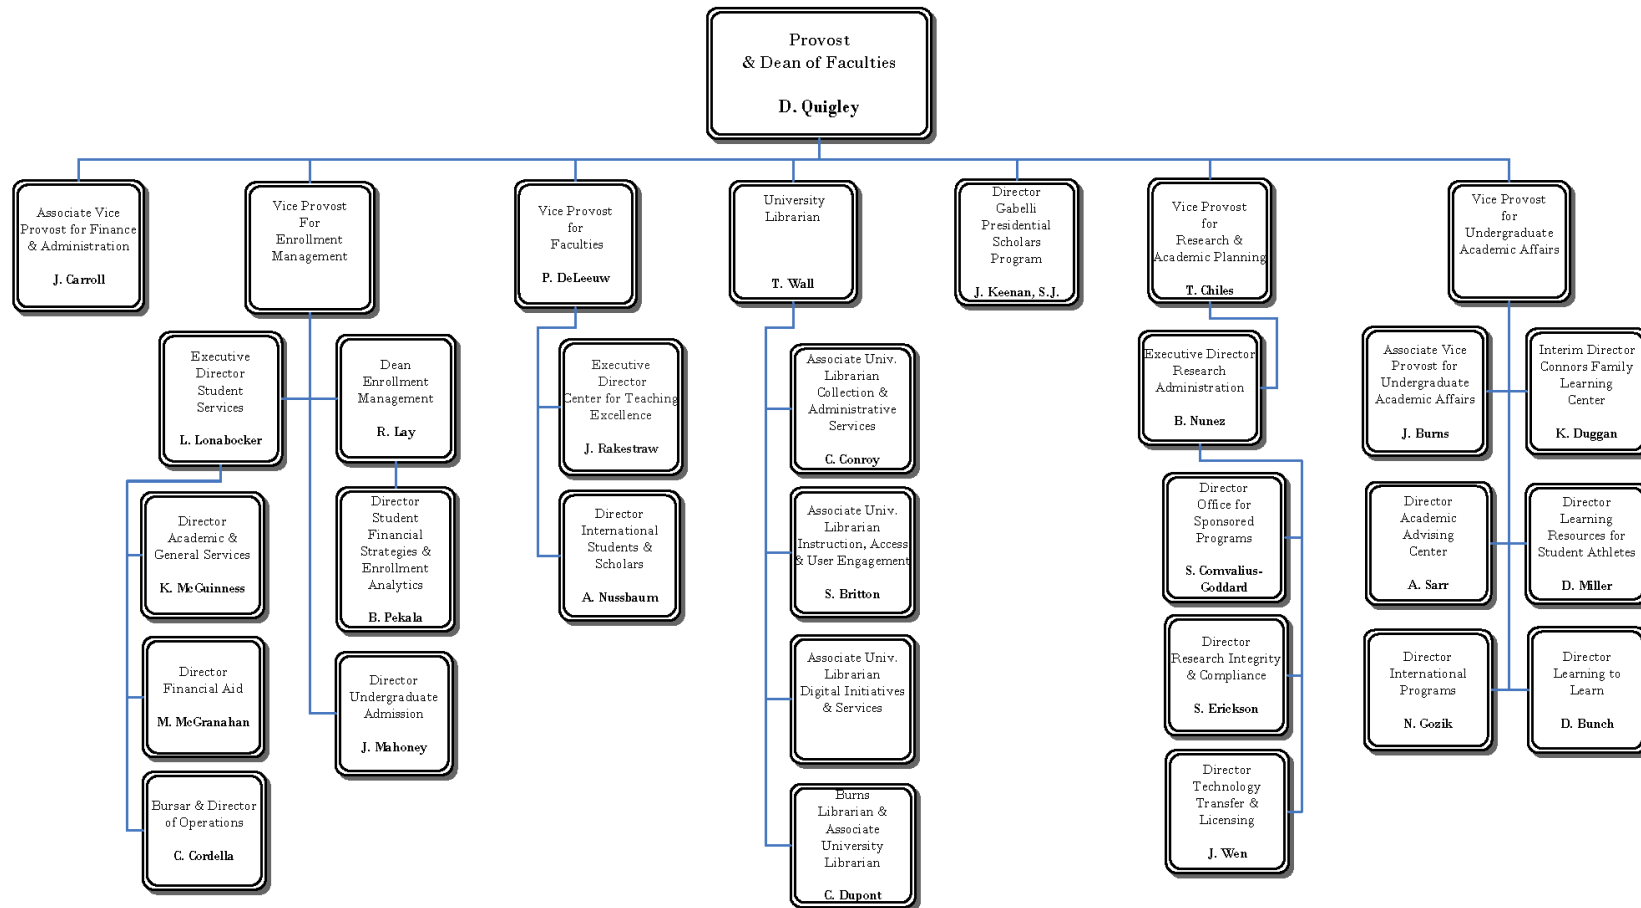 Provost
& Dean of Faculties
D. Quigley
Associate Vice
Provost for Finance
& Administration
J. Carroll
Vice Provost
For
Enrollment
Management
Vice Provost
for
Faculties
P. DeLeeuw
University
Librarian
T. Wall
Director
Gabelli
Presidential
Scholars
Program
J. Keenan, S.J.
Vice Provost
for
Research &
Academic Planning
T. Chiles
Vice Provost
for
Undergraduate
Academic Affairs
Executive
Director
Student
Services
L. Lonabocker
Dean
Enrollment
Management
R. Lay
Director
Academic &
General Services
K. McGuinness
Director
Student
Financial
Strategies &
Enrollment
Analytics
B. Pekala
Director
Financial Aid
M. McGranahan
Director
Undergraduate
Admission
J. Mahoney
Bursar & Director
of Operations
C. Cordella
Executive
Director
Center for Teaching
Excellence
J. Rakestraw
Director
International
Students &
Scholars
A. Nussbaum
Associate Univ.
Librarian
Collection &
Administrative
Services
C. Conroy
Associate Univ.
Librarian
Instruction, Access
& User Engagement
S. Britton
Associate Univ.
Librarian
Digital Initiatives
& Services
Burns
Librarian &
Associate
University
Librarian
C. Dupont
Executive Director
Research
Administration
B. Nunez
Director
Office for
Sponsored
Programs
S. Comvalius-
Goddard
Director
Research Integrity
& Compliance
S. Erickson
Director
Technology
Transfer &
Licensing
J. Wen
Associate Vice
Provost for
Undergraduate
Academic Affairs
J. Burns
Interim Director
Connors Family
Learning
Center
K. Duggan
Director
Academic
Advising
Center
A. Sarr
Director
Learning
Resources for
Student Athletes
D. Miller
Director
International
Programs
N. Gozik
Director
Learning to
Learn
D. Bunch